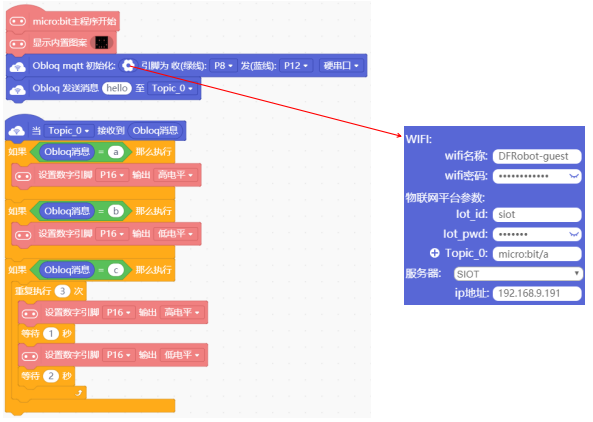 micro:bit主程序开始
显示内置图案
Obloq mqtt 初始化: 引脚为 收(绿线): P8 发(蓝线): P12 硬串口
Obloq 发送消息 hello 至 Topic_0
当 Topic_0 接收到 Obloq消息
如果 Obloq消息 = a 那么执行
设置数字引脚 P16 输出 高电平
如果 Obloq消息 = b 那么执行
设置数字引脚 P16 输出 低电平
如果 Obloq消息 = c 那么执行
重复执行 3 次
设置数字引脚 P16 输出 高电平
等待 1 秒
设置数字引脚 P16 输出 低电平
等待 2 秒
WIFI:
wifi名称: DFRobot-guest
wifi密码: ••••••••••••
物联网平台参数:
Iot_id: siot
Iot_pwd: •••••••
Topic_0: micro:bit/a
服务器: SIOT
ip地址: 192.168.9.191